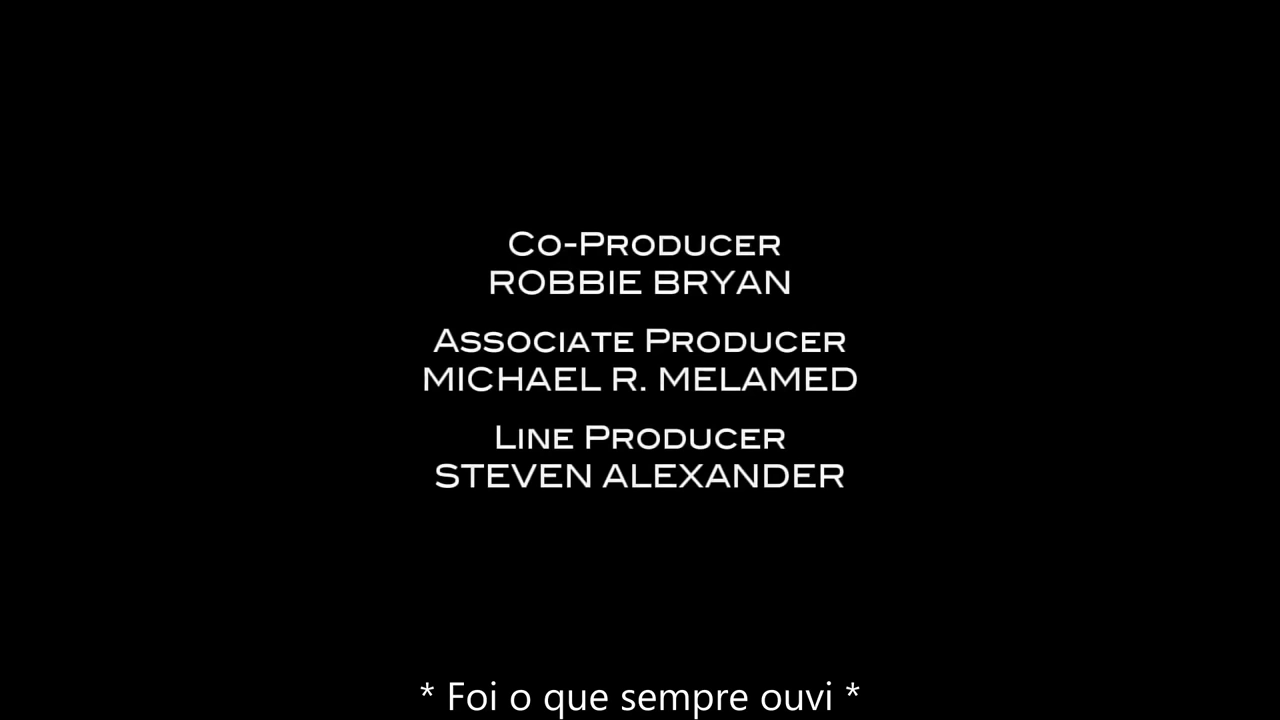 Co-Producer
ROBBIE BRYAN
Associate Producer
MICHAEL R. MELAMED
Line Producer
STEVEN ALEXANDER
* Foi o que sempre ouvi *